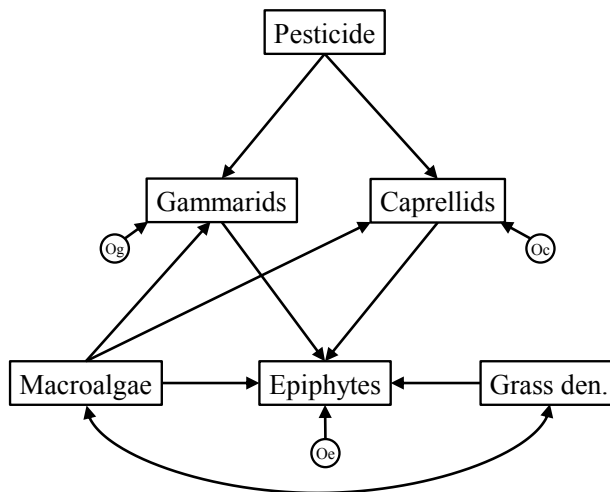 Pesticide
Gammarids
Caprellids
Og
Oc
Macroalgae
Epiphytes
Grass den.
Oe